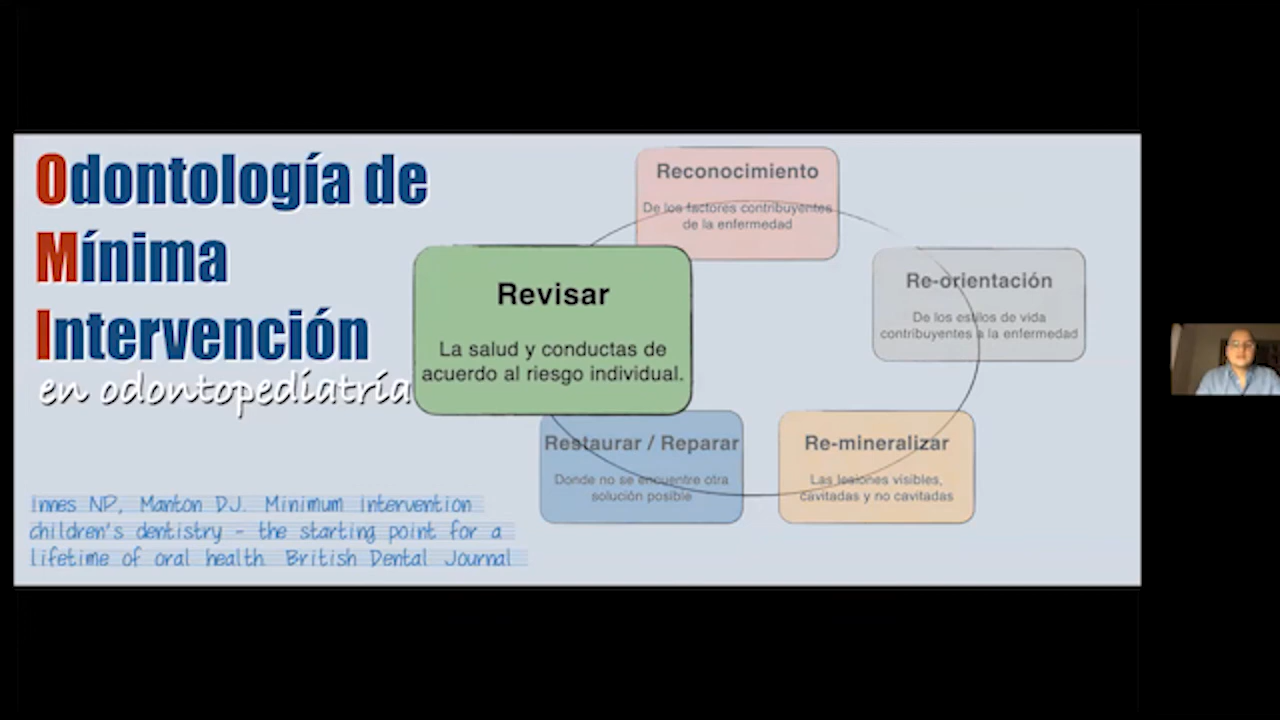 Odontología de
Mínima
Intervención
en odontopediatría
Innes NP, Manton DJ. Minimum Intervention
children's dentistry - the starting point for a
lifetime of oral health. British Dental Journal
Reconocimiento
De los factores contribuyentes
de la enfermedad
Re-orientación
De los estilos de vida
contribuyentes a la enfermedad
Re-mineralizar
Las lesiones visibles,
cavitadas y no cavitadas
Restaurar / Reparar
Donde no se encuentre otra
solución posible
Revisar
La salud y conductas de
acuerdo al riesgo individual.